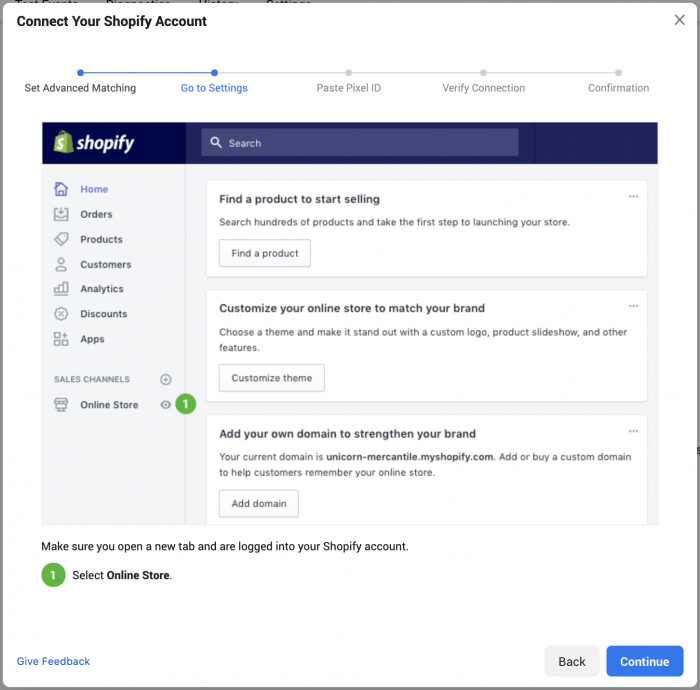 Test Events Diagnostics History Settings
Connect Your Shopify Account
Set Advanced Matching
Go to Settings
Paste Pixel ID
Verify Connection
Confirmation
shopify
Search
Home
Orders
Products
Customers
Analytics
Discounts
Apps
SALES CHANNELS
Online Store
1
Find a product to start selling
Search hundreds of products and take the first step to launching your store.
Find a product
Customize your online store to match your brand
Choose a theme and make it stand out with a custom logo, product slideshow, and other
features.
Customize theme
Add your own domain to strengthen your brand
Your current domain is unicorn-mercantile.myshopify.com. Add or buy a custom domain
to help customers remember your online store.
Add domain
Make sure you open a new tab and are logged into your Shopify account.
1 Select Online Store.
Give Feedback
Back
Continue